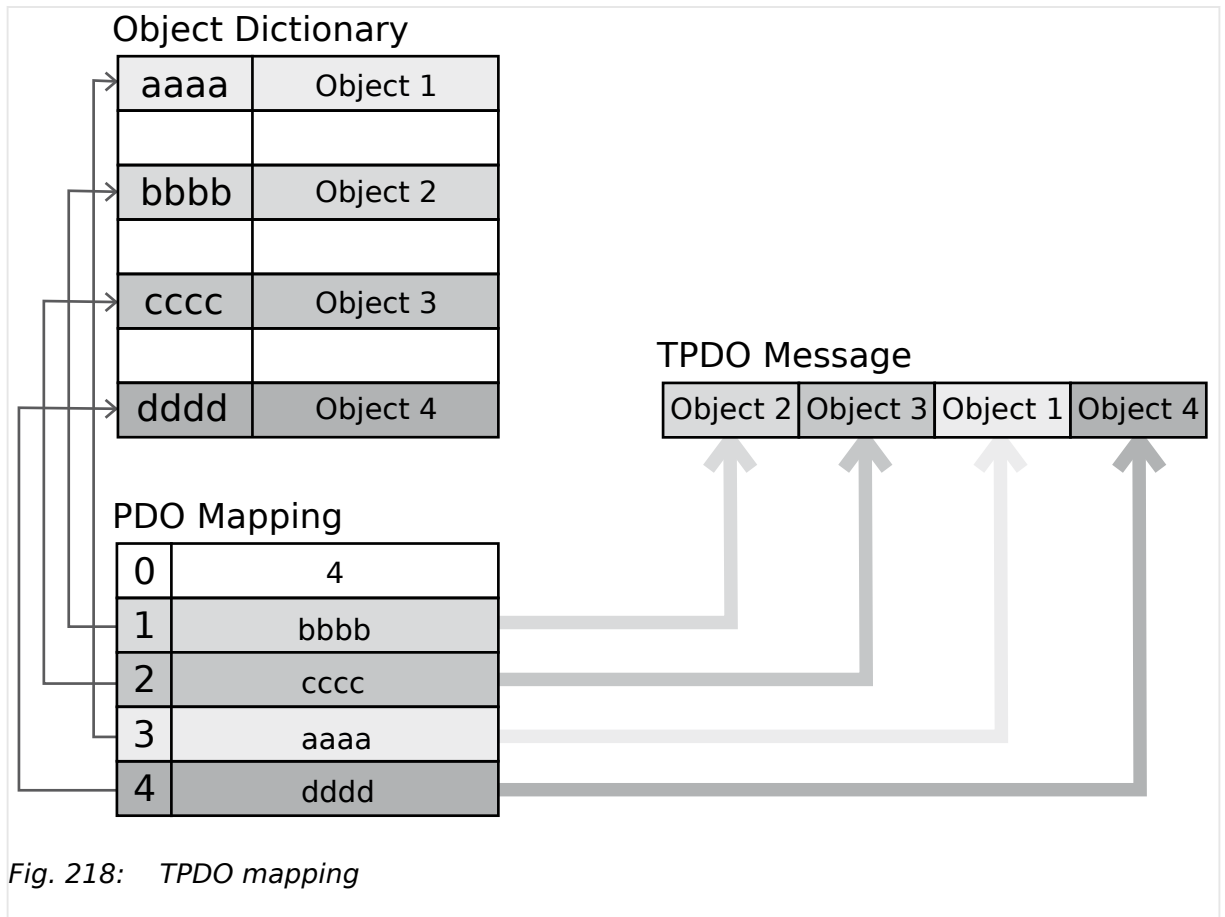 Object Dictionary
aaaa Object 1
bbbb Object 2
cccc Object 3
dddd Object 4
TPDO Message
Object 2 Object 3 Object 1 Object 4
PDO Mapping
0 4
1 bbbb
2 cccc
3 aaaa
4 dddd
Fig. 218: TPDO mapping